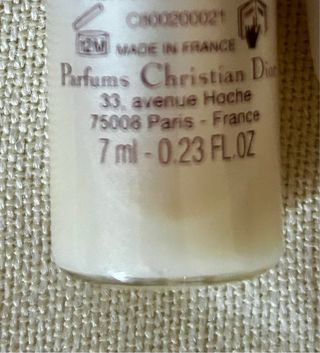 C800200021
12M
MADE IN FRANCE
Parfums Christian Dior
33, avenue Hoche
75008 Paris - France
7 ml - 0.23 FL.OZ